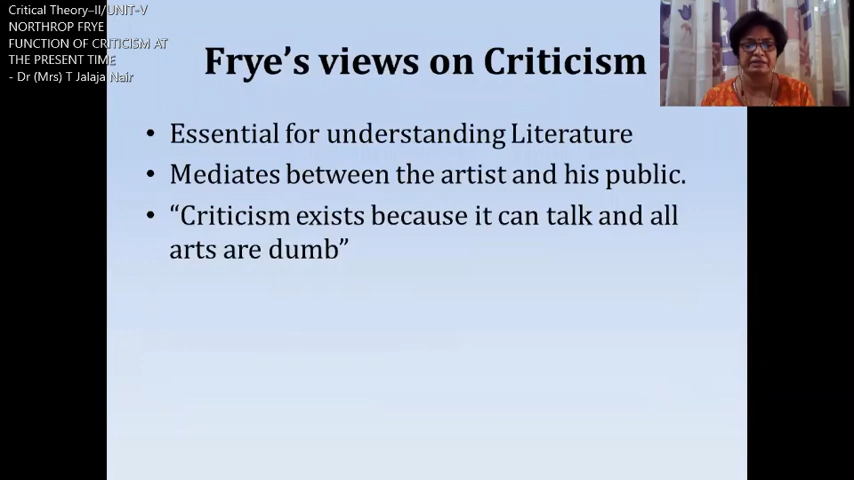 Critical Theory–II/UNIT-V
NORTHROP FRYE
FUNCTION OF CRITICISM AT
THE PRESENT TIME
- Dr (Mrs) T Jalaja Nair
Frye’s views on Criticism
• Essential for understanding Literature
• Mediates between the artist and his public.
• “Criticism exists because it can talk and all
arts are dumb”